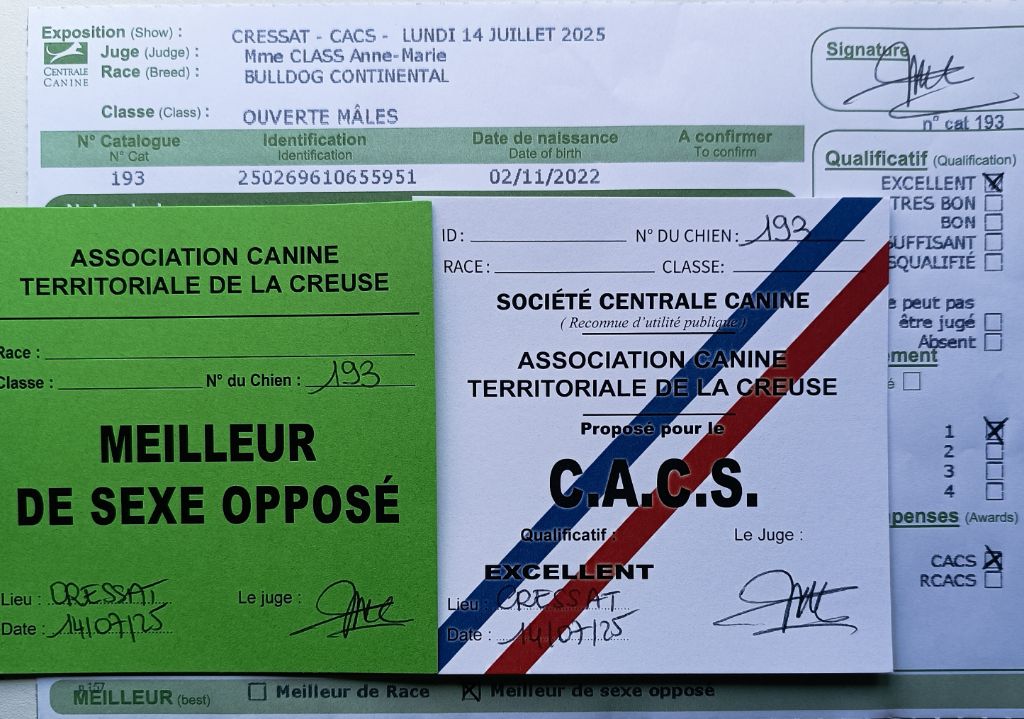 Exposition (Show) : CRESSAT - CACS - LUNDI 14 JUILLET 2025
Juge (Judge) : Mme CLASS Anne-Marie
Race (Breed) : BULLDOG CONTINENTAL
CENTRALE
CANINE
Classe (Class) : OUVERTE MÂLES
N° Catalogue Identification Date de naissance A confirmer
N° Cat Identification Date of birth To confirm
193 250269610655951 02/11/2022
Signature
n° cat 193
Qualificatif (Qualification)
EXCELLENT
TRES BON
BON
SUFFISANT
SQUALIFIÉ
e peut pas
être jugé
Absent
ment
é
1
2
3
4
penses (Awards)
CACS
RCACS
ASSOCIATION CANINE
TERRITORIALE DE LA CREUSE
Race :
Classe : N° du Chien : 193
MEILLEUR
DE SEXE OPPOSÉ
Lieu : CRESSAT Le juge :
Date : 14/07/25
ID : N° DU CHIEN : 193
RACE : CLASSE:
SOCIÉTÉ CENTRALE CANINE
( Reconnue d'utilité publique )
ASSOCIATION CANINE
TERRITORIALE DE LA CREUSE
Proposé pour le
C.A.C.S.
Qualificatif : Le Juge :
EXCELLENT
Lieu : CRESSAT
Date : 14/07/25
n 157
MEILLEUR (best) Meilleur de Race Meilleur de sexe opposé